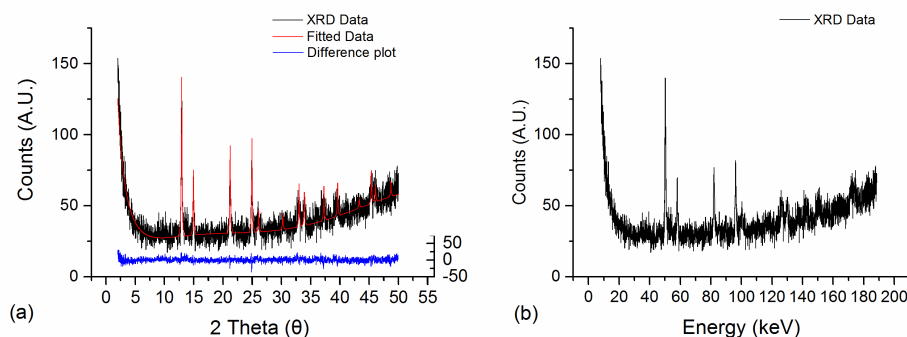 XRD Data
Fitted Data
Difference plot
150
100
50
0
50
0
-50
Counts (A.U.)
0 5 10 15 20 25 30 35 40 45 50 55
2 Theta (θ)
(a)
XRD Data
150
100
50
0
Counts (A.U.)
0 20 40 60 80 100 120 140 160 180 200
Energy (keV)
(b)